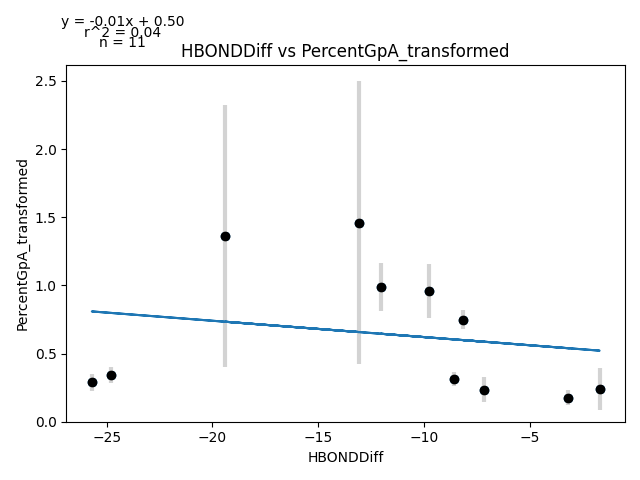 y = -0.01x + 0.50
r^2 = 0.04
n = 11
HBONDDiff vs PercentGpA_transformed
PercentGpA_transformed
2.5
2.0
1.5
1.0
0.5
0.0
−25
−20
−15
−10
−5
HBONDDiff